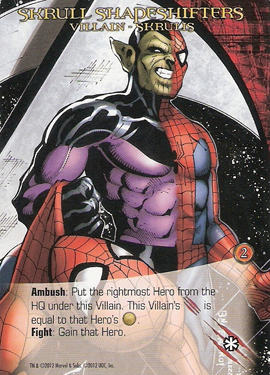 SKRULL SHAPESHIFTERS
VILLAIN - SKRULLS
2
Ambush: Put the rightmost Hero from the
HQ under this Villain. This Villain's is
equal to that Hero's .
Fight: Gain that Hero.
TM & ©2012 Marvel & Subs. ©2012 UDC, Inc.